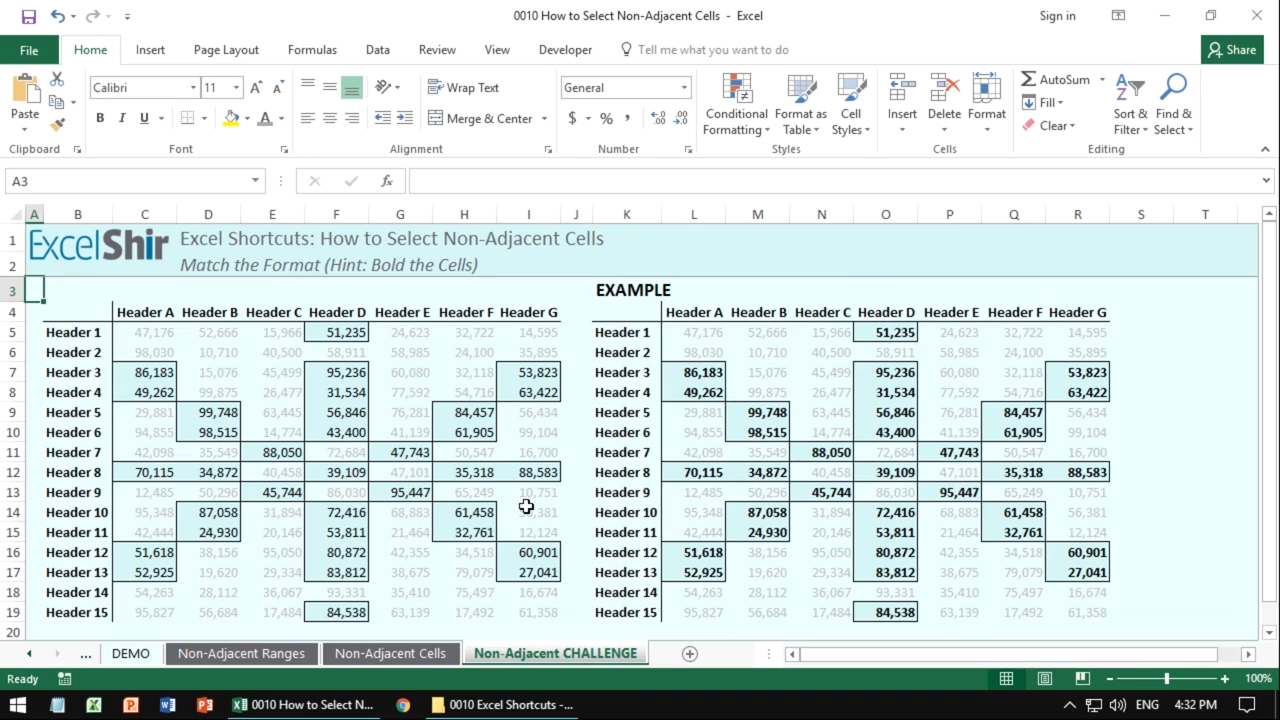 0010 How to Select Non-Adjacent Cells - Excel
Sign in
File Home Insert Page Layout Formulas Data Review View Developer Tell me what you want to do Share
Paste
Calibri 11
B I U A
Wrap Text
Merge & Center
General
$ % ,
Conditional Formatting
Format as Table
Cell Styles
Insert Delete Format
AutoSum
Fill
Clear
Sort & Filter
Find & Select
Clipboard Font Alignment Number Styles Cells Editing
A3 fx
A B C D E F G H I J K L M N O P Q R S T
1 ExcelShir Excel Shortcuts: How to Select Non-Adjacent Cells
2 Match the Format (Hint: Bold the Cells)
3 EXAMPLE
4 Header A Header B Header C Header D Header E Header F Header G Header A Header B Header C Header D Header E Header F Header G
5 Header 1 47,176 52,666 15,966 51,235 24,623 32,722 14,595 Header 1 47,176 52,666 15,966 51,235 24,623 32,722 14,595
6 Header 2 98,030 10,710 40,500 58,911 58,985 24,100 35,895 Header 2 98,030 10,710 40,500 58,911 58,985 24,100 35,895
7 Header 3 86,183 15,076 45,499 95,236 60,183 32,118 53,823 Header 3 86,183 15,076 45,499 95,236 60,080 32,118 53,823
8 Header 4 49,262 99,875 26,477 31,534 77,592 54,716 63,422 Header 4 49,262 99,875 26,477 31,534 77,592 54,716 63,422
9 Header 5 29,881 99,748 63,445 56,846 76,281 84,457 56,434 Header 5 29,881 99,748 63,445 56,846 76,281 84,457 56,434
10 Header 6 94,855 98,515 14,774 43,400 41,139 61,905 99,104 Header 6 94,855 98,515 14,774 43,400 41,139 61,905 99,104
11 Header 7 42,098 35,549 88,050 72,684 47,743 50,547 16,700 Header 7 42,098 35,549 88,050 72,684 47,743 50,547 16,700
12 Header 8 70,115 34,872 40,458 39,109 47,101 35,318 88,583 Header 8 70,115 34,872 40,458 39,109 47,101 35,318 88,583
13 Header 9 12,485 50,296 45,744 86,030 95,447 65,249 10,751 Header 9 12,485 50,296 45,744 86,030 95,447 65,249 10,751
14 Header 10 95,348 87,058 31,894 72,416 68,883 61,458 Header 10 95,348 87,058 31,894 72,416 68,883 61,458 56,381
15 Header 11 42,444 24,930 20,146 53,811 21,464 32,761 12,124 Header 11 42,444 24,930 20,146 53,811 21,464 32,761 12,124
16 Header 12 51,618 38,156 95,050 80,872 42,355 34,518 60,901 Header 12 51,618 38,156 95,050 80,872 42,355 34,518 60,901
17 Header 13 52,925 19,620 29,334 83,812 38,675 79,079 27,041 Header 13 52,925 19,620 29,334 83,812 38,675 79,079 27,041
18 Header 14 54,263 28,112 36,067 93,331 35,410 75,497 16,674 Header 14 54,263 28,112 36,067 93,331 35,410 75,497 16,674
19 Header 15 95,827 56,684 17,484 84,538 63,139 17,492 61,358 Header 15 95,827 56,684 17,484 84,538 63,139 17,492 61,358
20
... DEMO Non-Adjacent Ranges Non-Adjacent Cells Non-Adjacent CHALLENGE
Ready 100%
0010 How to Select N... 0010 Excel Shortcuts -... ENG 4:32 PM